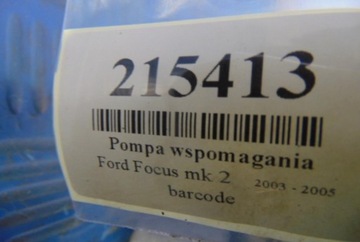 215413
Pompa wspomagania
Ford Focus mk 2 2003 - 2005
barcode